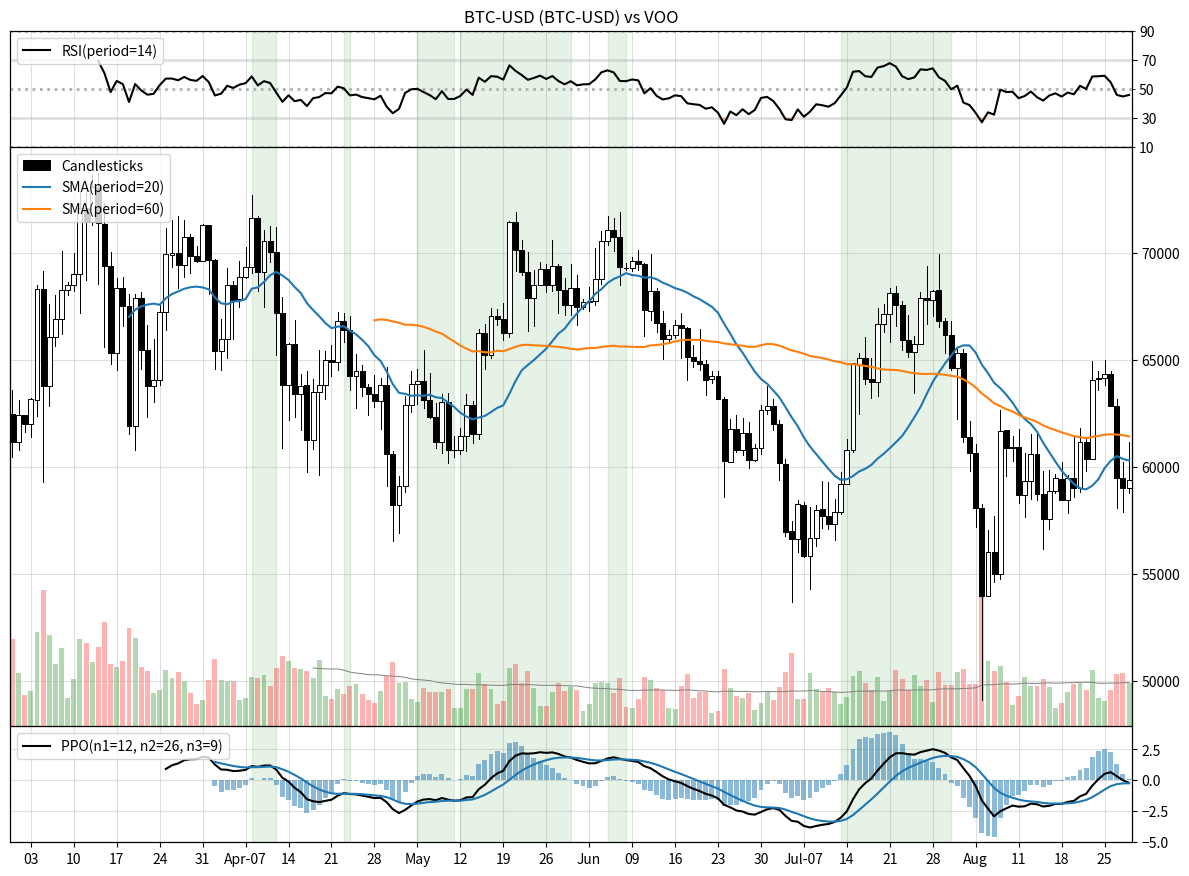 BTC-USD (BTC-USD) vs VOO
RSI(period=14)
90
70
50
30
10
Candlesticks
SMA(period=20)
SMA(period=60)
70000
65000
60000
55000
50000
PPO(n1=12, n2=26, n3=9)
2.5
0.0
−2.5
−5.0
03 10 17 24 31 Apr-07 14 21 28 May 12 19 26 Jun 09 16 23 30 Jul-07 14 21 28 Aug 11 18 25